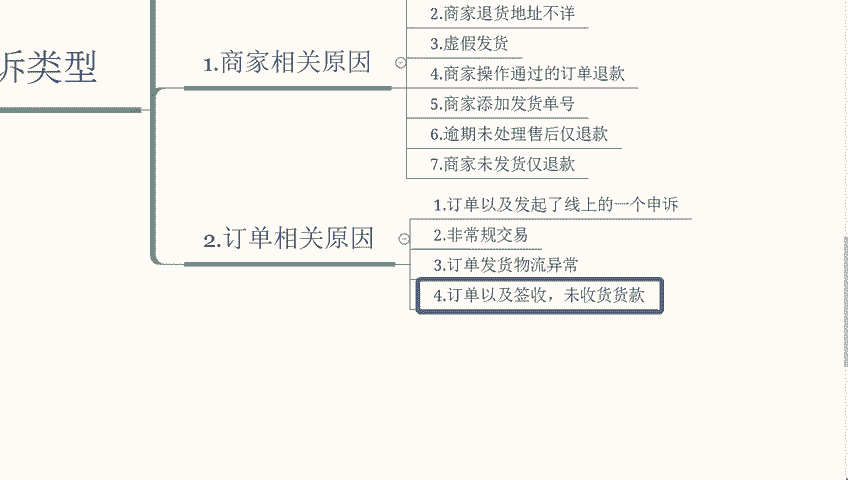 诉类型
1.商家相关原因
2.商家退货地址不详
3.虚假发货
4.商家操作通过的订单退款
5.商家添加发货单号
6.逾期未处理售后仅退款
7.商家未发货仅退款
2.订单相关原因
1.订单以及发起了线上的一个申诉
2.非常规交易
3.订单发货物流异常
4.订单以及签收，未收货货款